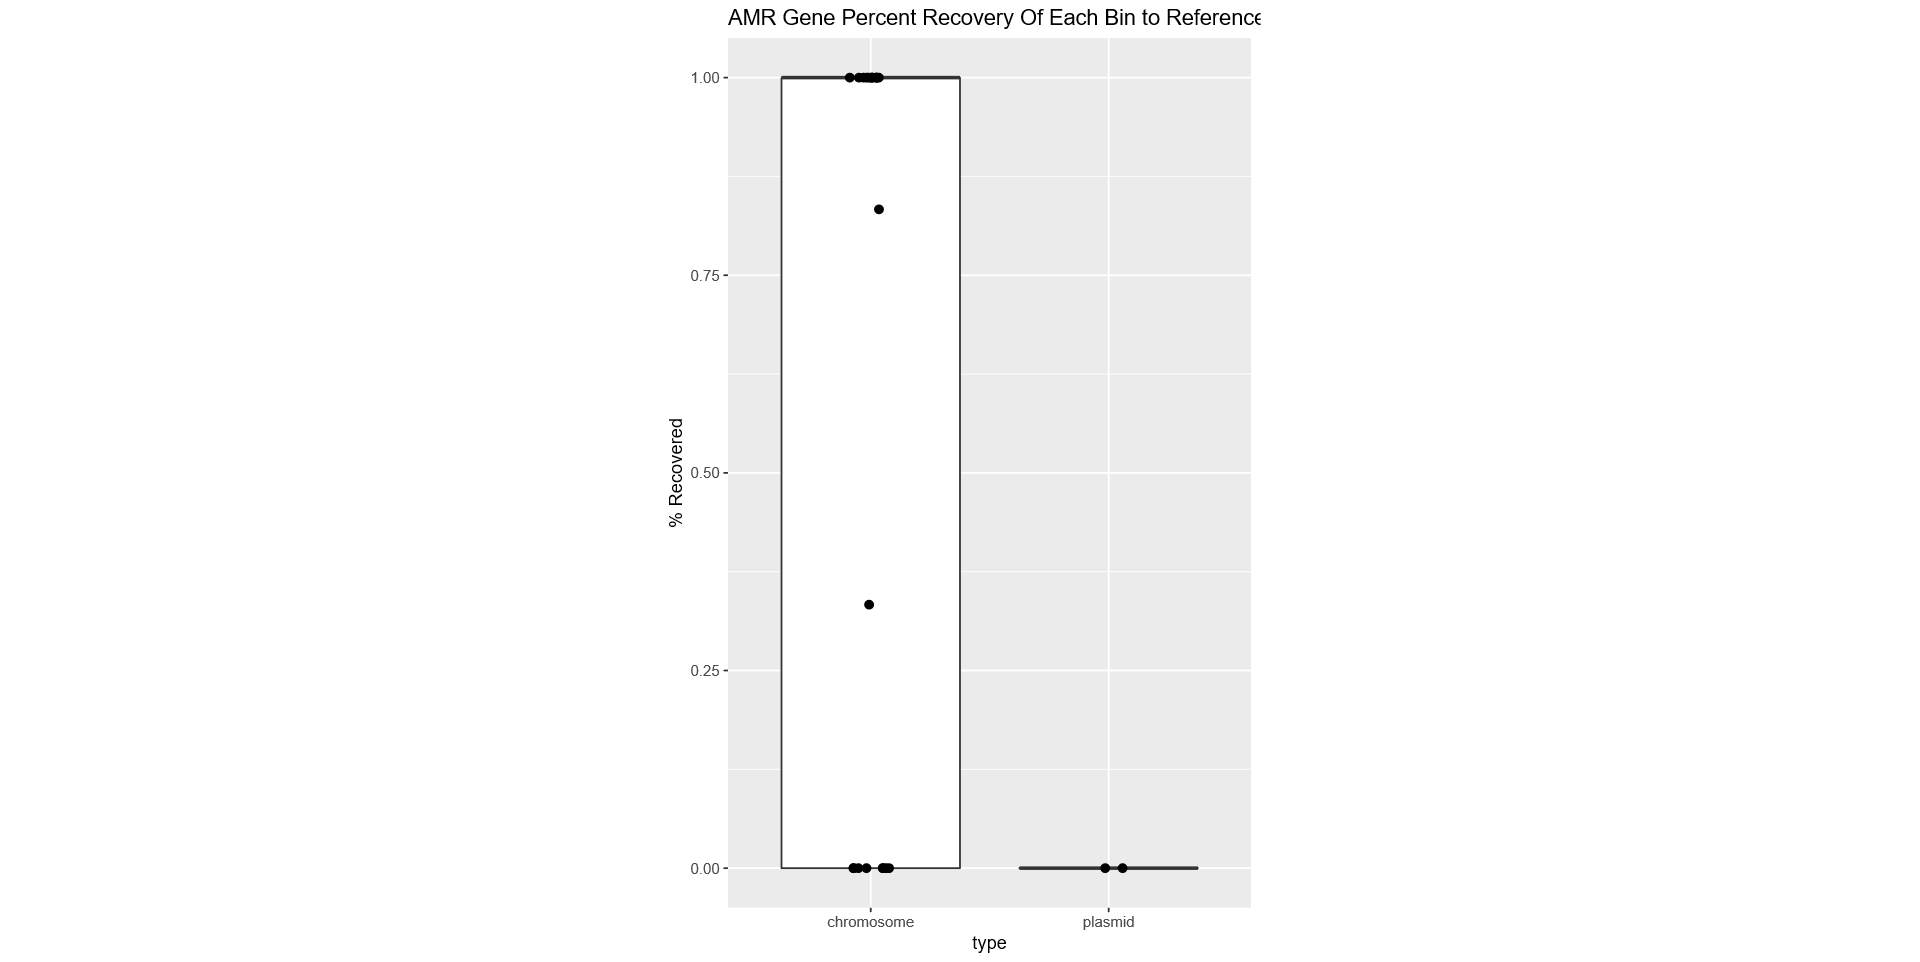 AMR Gene Percent Recovery Of Each Bin to Reference
1.00
0.75
0.50
0.25
0.00
% Recovered
chromosome
plasmid
type